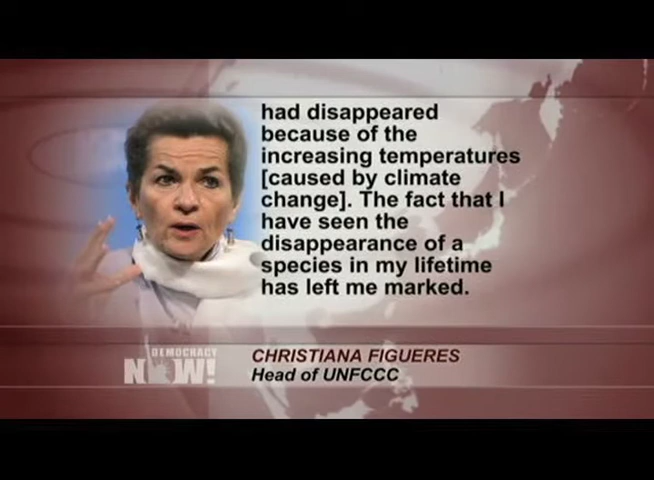 had disappeared
because of the
increasing temperatures
[caused by climate
change]. The fact that I
have seen the
disappearance of a
species in my lifetime
has left me marked.
DEMOCRACY
NOW!
CHRISTIANA FIGUERES
Head of UNFCCC